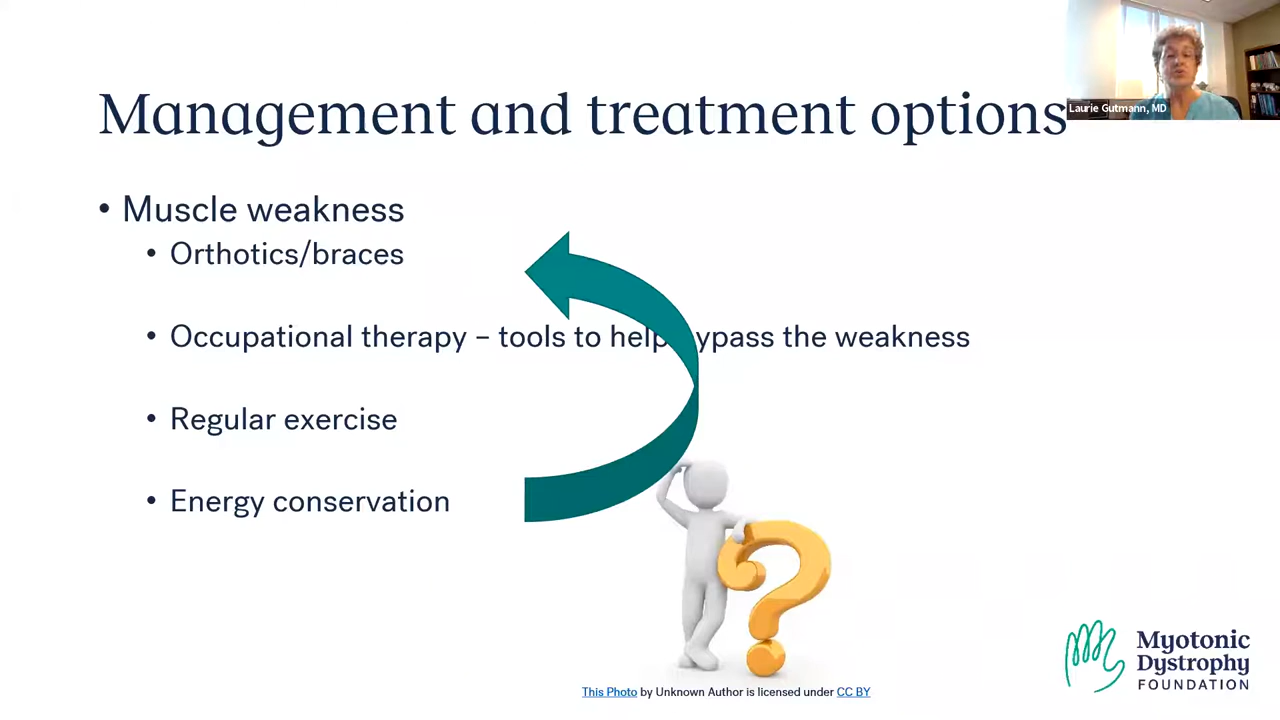 Laurie Gutmann, MD
Management and treatment options
• Muscle weakness
• Orthotics/braces
• Occupational therapy – tools to help ypass the weakness
• Regular exercise
• Energy conservation
This Photo by Unknown Author is licensed under CC BY
Myotonic
Dystrophy
FOUNDATION